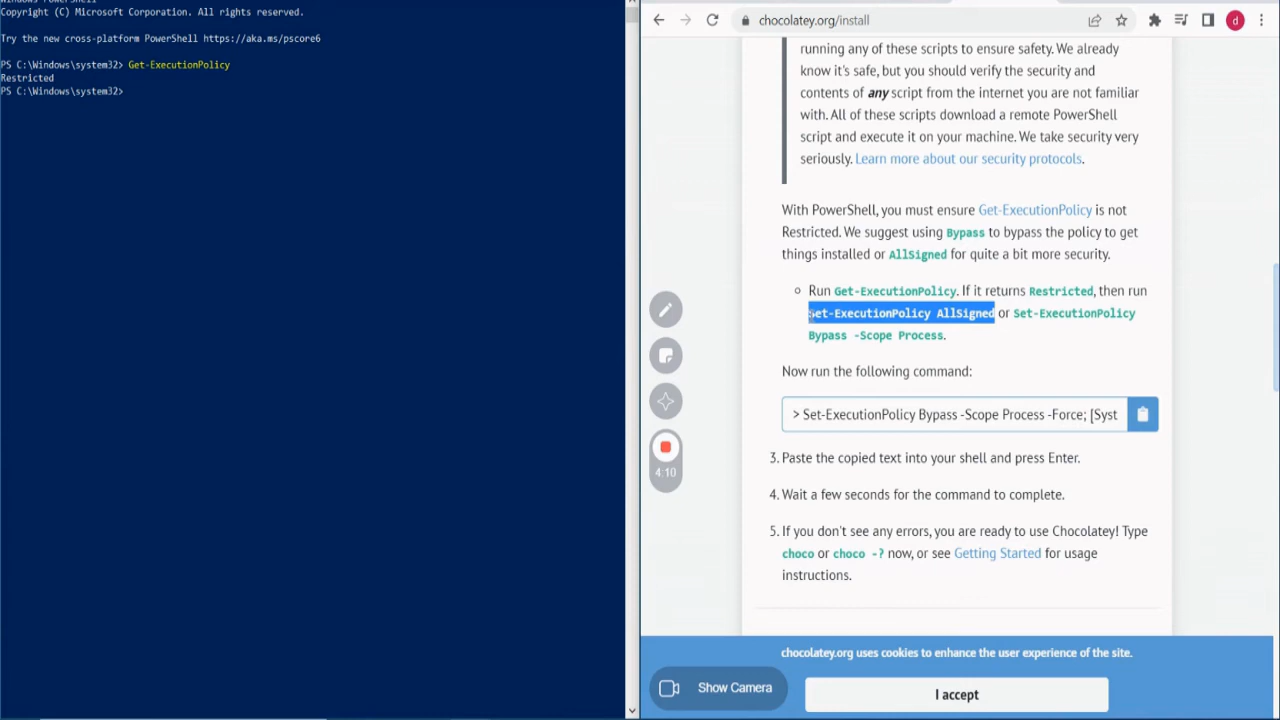 Windows PowerShell
Copyright (C) Microsoft Corporation. All rights reserved.
Try the new cross-platform PowerShell https://aka.ms/pscore6
PS C:\Windows\system32> Get-ExecutionPolicy
Restricted
PS C:\Windows\system32>
chocolatey.org/install
d
running any of these scripts to ensure safety. We already
know it's safe, but you should verify the security and
contents of any script from the internet you are not familiar
with. All of these scripts download a remote PowerShell
script and execute it on your machine. We take security very
seriously. Learn more about our security protocols.
With PowerShell, you must ensure Get-ExecutionPolicy is not
Restricted. We suggest using Bypass to bypass the policy to get
things installed or AllSigned for quite a bit more security.
Run Get-ExecutionPolicy. If it returns Restricted, then run
Set-ExecutionPolicy AllSigned or Set-ExecutionPolicy
Bypass -Scope Process.
Now run the following command:
> Set-ExecutionPolicy Bypass -Scope Process -Force; [Syst
3. Paste the copied text into your shell and press Enter.
4. Wait a few seconds for the command to complete.
5. If you don't see any errors, you are ready to use Chocolatey! Type
choco or choco -? now, or see Getting Started for usage
instructions.
4:10
chocolatey.org uses cookies to enhance the user experience of the site.
Show Camera
I accept